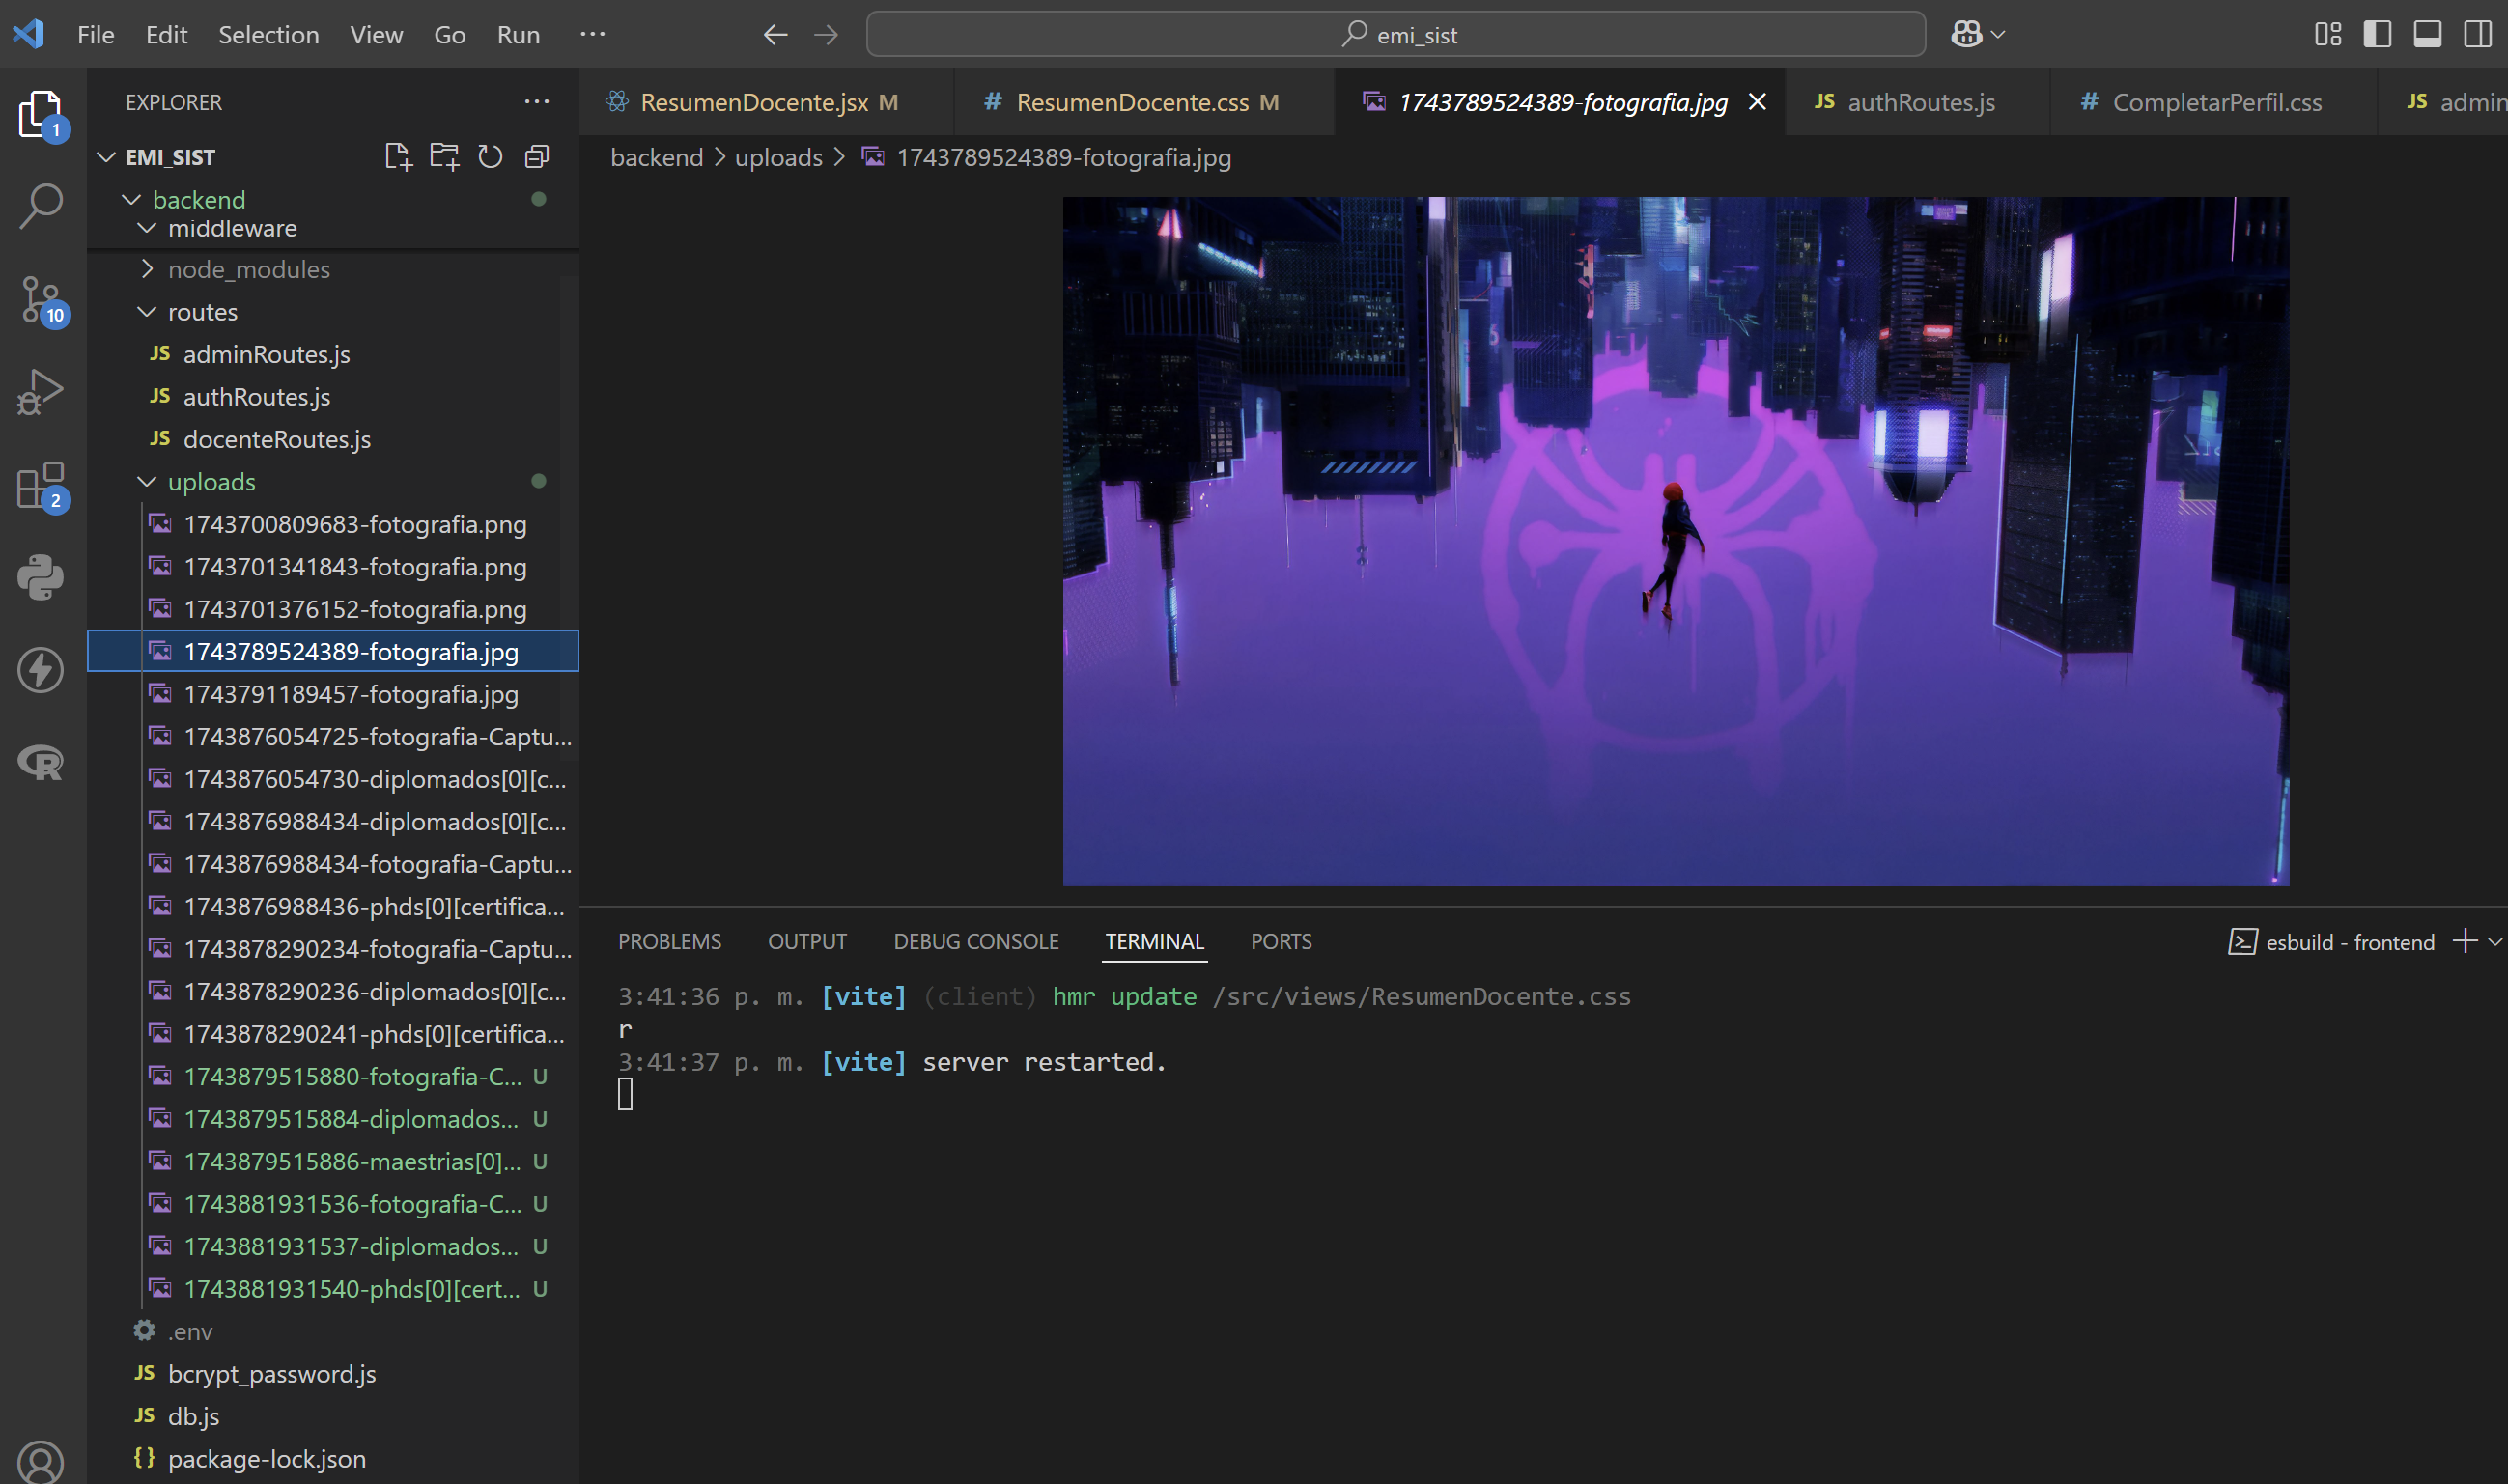 File Edit Selection View Go Run ··· emi_sist
EXPLORER ···
EMI_SIST
backend
middleware
node_modules
routes
JS adminRoutes.js
JS authRoutes.js
JS docenteRoutes.js
uploads
1743700809683-fotografia.png
1743701341843-fotografia.png
1743701376152-fotografia.png
1743789524389-fotografia.jpg
1743791189457-fotografia.jpg
1743876054725-fotografia-Captu...
1743876054730-diplomados[0][c...
1743876988434-diplomados[0][c...
1743876988434-fotografia-Captu...
1743876988436-phds[0][certifica...
1743878290234-fotografia-Captu...
1743878290236-diplomados[0][c...
1743878290241-phds[0][certifica...
1743879515880-fotografia-C... U
1743879515884-diplomados... U
1743879515886-maestrias[0]... U
1743881931536-fotografia-C... U
1743881931537-diplomados... U
1743881931540-phds[0][cert... U
.env
JS bcrypt_password.js
JS db.js
{} package-lock.json
1
10
2
R
ResumenDocente.jsx M # ResumenDocente.css M 1743789524389-fotografia.jpg JS authRoutes.js # CompletarPerfil.css JS admin
backend > uploads > 1743789524389-fotografia.jpg
PROBLEMS OUTPUT DEBUG CONSOLE TERMINAL PORTS esbuild - frontend
3:41:36 p. m. [vite] (client) hmr update /src/views/ResumenDocente.css
r
3:41:37 p. m. [vite] server restarted.